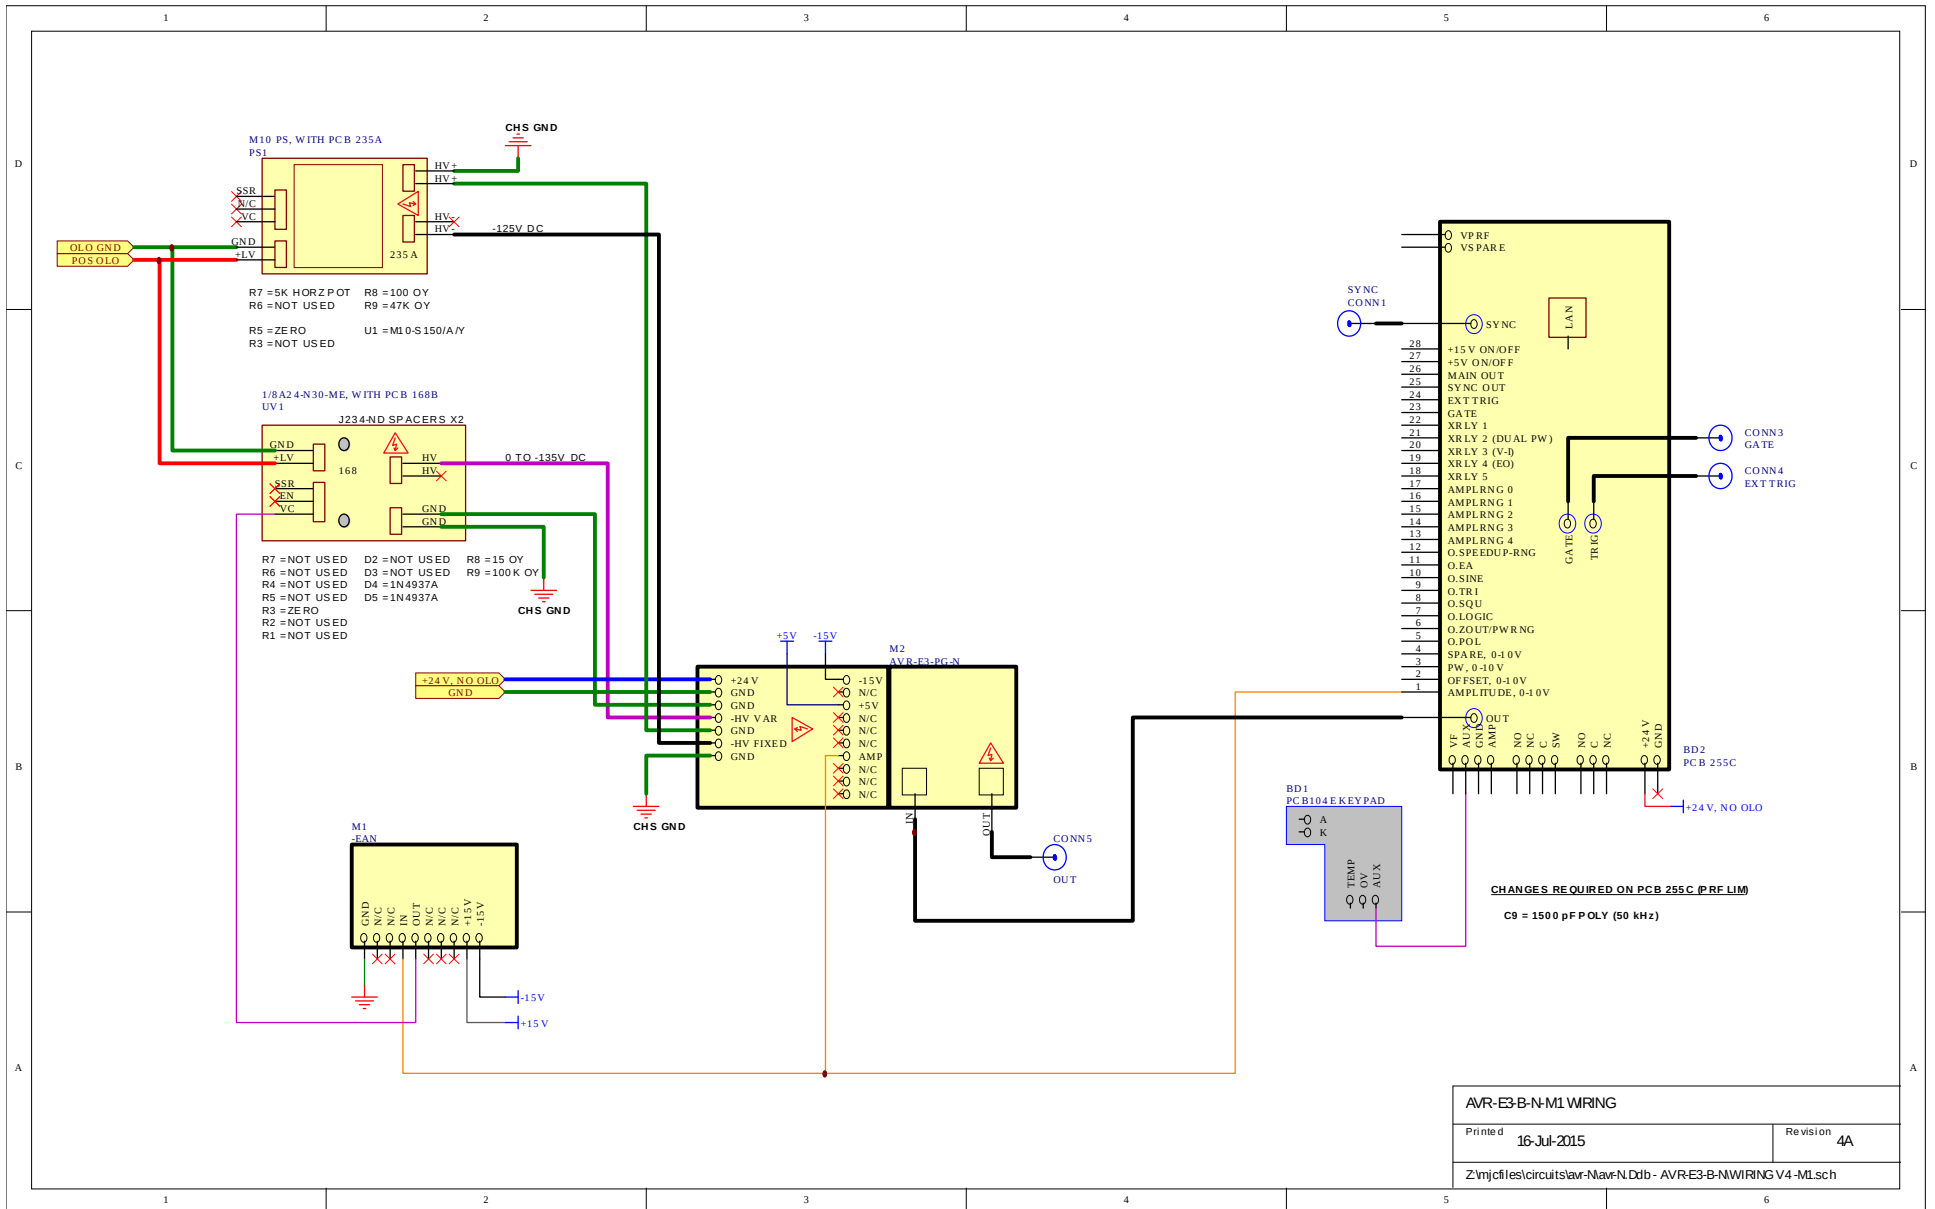 1 2 3 4 5 6
D
C
B
A
D
C
B
A
M10 PS, WITH PCB 235A
PS1
SSR
N/C
VC
GND
+LV
HV+
HV+
HV-
HV-
235A
CHS GND
-125V DC
OLO GND
POS OLO
R7 =5K HORZ POT R8 =100 OY
R6 =NOT USED R9 =47K OY
R5 =ZERO U1 =M10-S150/A/Y
R3 =NOT USED
1/8A24-N30-ME, WITH PCB 168B
UV1
J234-ND SPACERS X2
GND
+LV
168
SSR
EN
VC
HV
HV
GND
GND
0 TO -135V DC
CHS GND
R7 =NOT USED D2 =NOT USED R8 =15 OY
R6 =NOT USED D3 =NOT USED R9 =100K OY
R4 =NOT USED D4 =1N4937A
R5 =NOT USED D5 =1N4937A
R3 =ZERO
R2 =NOT USED
R1 =NOT USED
+24V, NO OLO
GND
+5V -15V
M2
AVR-E3-PG-N
+24V
GND
GND
-HV VAR
GND
-HV FIXED
GND
-15V
N/C
+5V
N/C
N/C
N/C
AMP
N/C
N/C
N/C
IN
OUT
CHS GND
CONN5
OUT
M1
-EAN
GND
N/C
N/C
IN
OUT
N/C
N/C
N/C
+15V
-15V
-15V
+15V
VPRF
VSPARE
SYNC
CONN1
SYNC
LAN
28 +15V ON/OFF
27 +5V ON/OFF
26 MAIN OUT
25 SYNC OUT
24 EXT TRIG
23 GATE
22 XRLY 1
21 XRLY 2 (DUAL PW)
20 XRLY 3 (V-I)
19 XRLY 4 (EO)
18 XRLY 5
17 AMPLRNG 0
16 AMPLRNG 1
15 AMPLRNG 2
14 AMPLRNG 3
13 AMPLRNG 4
12 O.SPEEDUP-RNG
11 O.EA
10 O.SINE
9 O.TRI
8 O.SQU
7 O.LOGIC
6 O.ZOUT/PWRNG
5 O.POL
4 SPARE, 0-10V
3 PW, 0-10V
2 OFFSET, 0-10V
1 AMPLITUDE, 0-10V
OUT
GATE
TRIG
CONN3
GATE
CONN4
EXT TRIG
VF
AUX
GND
AMP
NO
NC
C
SW
NO
C
NC
+24V
GND
BD2
PCB 255C
+24V, NO OLO
BD1
PCB104E KEYPAD
A
K
TEMP
OV
AUX
CHANGES REQUIRED ON PCB 255C (PRF LIM)
C9 = 1500 pF POLY (50 kHz)
AVR-E3-B-N-M1 WIRING
Printed 16-Jul-2015 Revision 4A
Z:\mjcfiles\circuits\avr-N\avr-N.Ddb - AVR-E3-B-N\WIRING V4 -M1.sch
1 2 3 4 5 6